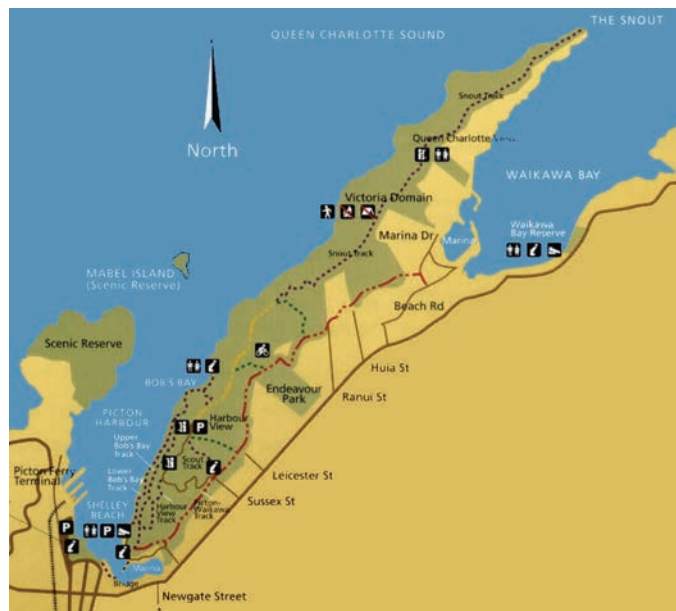 THE SNOUT
QUEEN CHARLOTTE SOUND
Snout Track
North
Queen Charlotte
WAIKAWA BAY
Victoria Domain
Waikawa
Bay Reserve
Marina Dr
Marina
Snout Track
MABEL ISLAND
(Scenic Reserve)
Beach Rd
Scenic Reserve
Huia St
BOB'S BAY
Endeavour
Park
Ranui St
PICTON
HARBOUR
P
Harbour
View
Upper
Bob's Bay
Track
Scout
Track
Picton Ferry
Terminal
Lower
Bob's Bay
Track
Leicester St
Sussex St
SHELLEY
BEACH
Harbour
View
Track
Picton-
Waikawa
Track
P
P
Marina
Bridge
Newgate Street